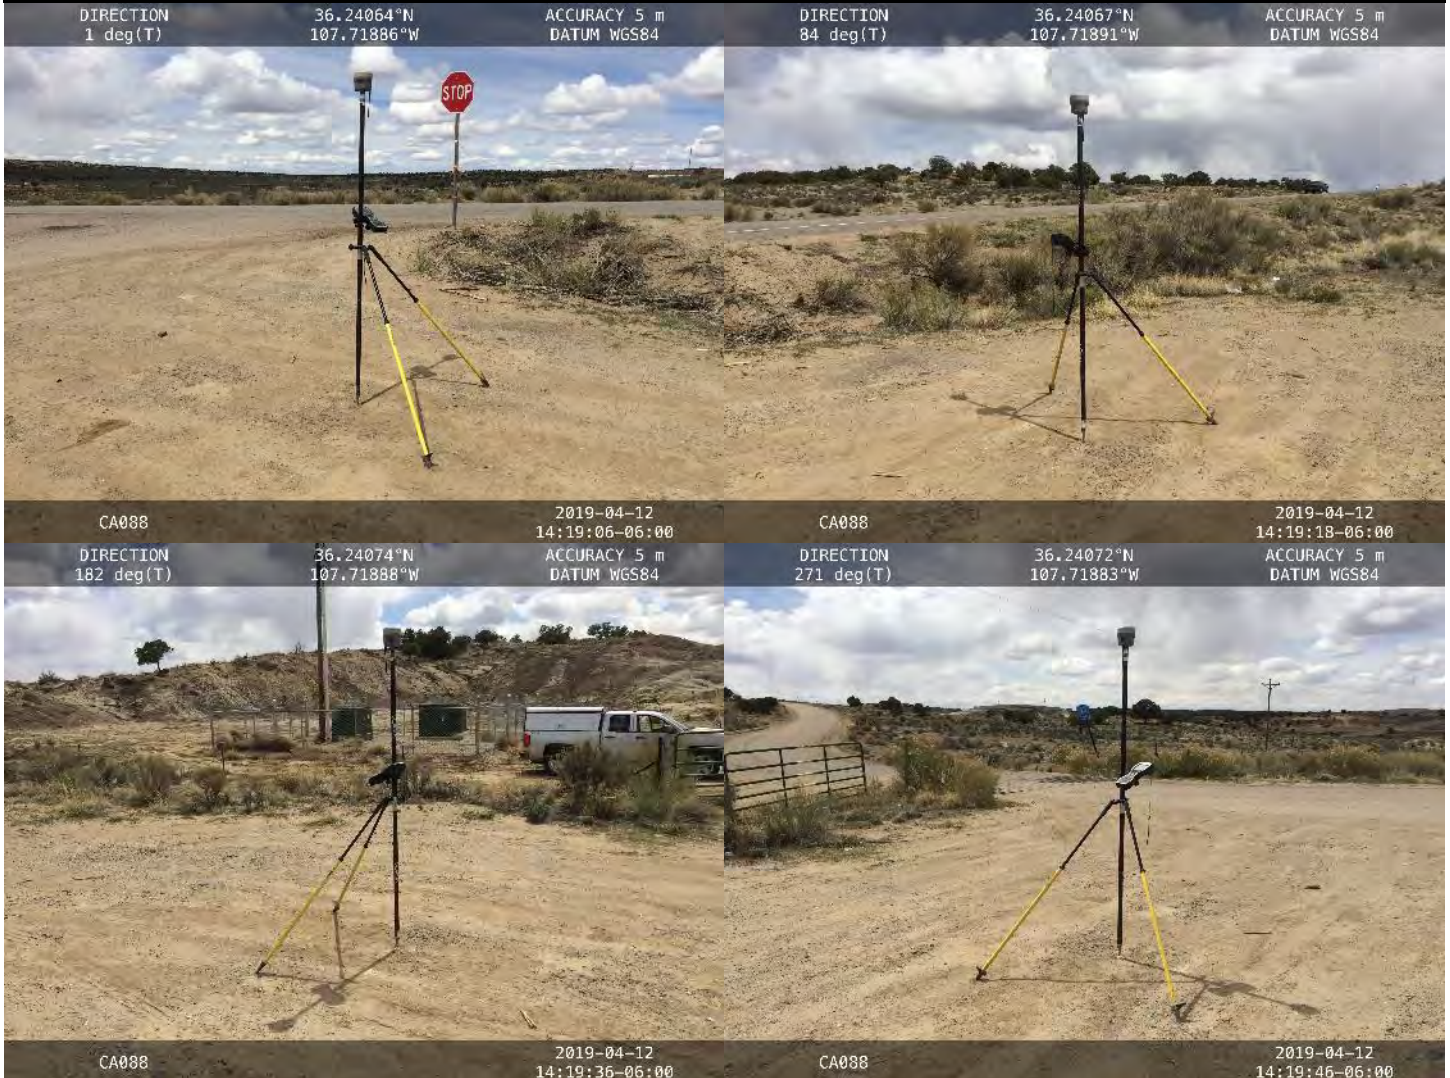 DIRECTION 36.24064°N ACCURACY 5 m
1 deg(T) 107.71886°W DATUM WGS84
STOP
CA088 2019-04-12
14:19:06-06:00
DIRECTION 36.24067°N ACCURACY 5 m
84 deg(T) 107.71891°W DATUM WGS84
CA088 2019-04-12
14:19:18-06:00
DIRECTION 36.24074°N ACCURACY 5 m
182 deg(T) 107.71888°W DATUM WGS84
CA088 2019-04-12
14:19:36-06:00
DIRECTION 36.24072°N ACCURACY 5 m
271 deg(T) 107.71883°W DATUM WGS84
CA088 2019-04-12
14:19:46-06:00